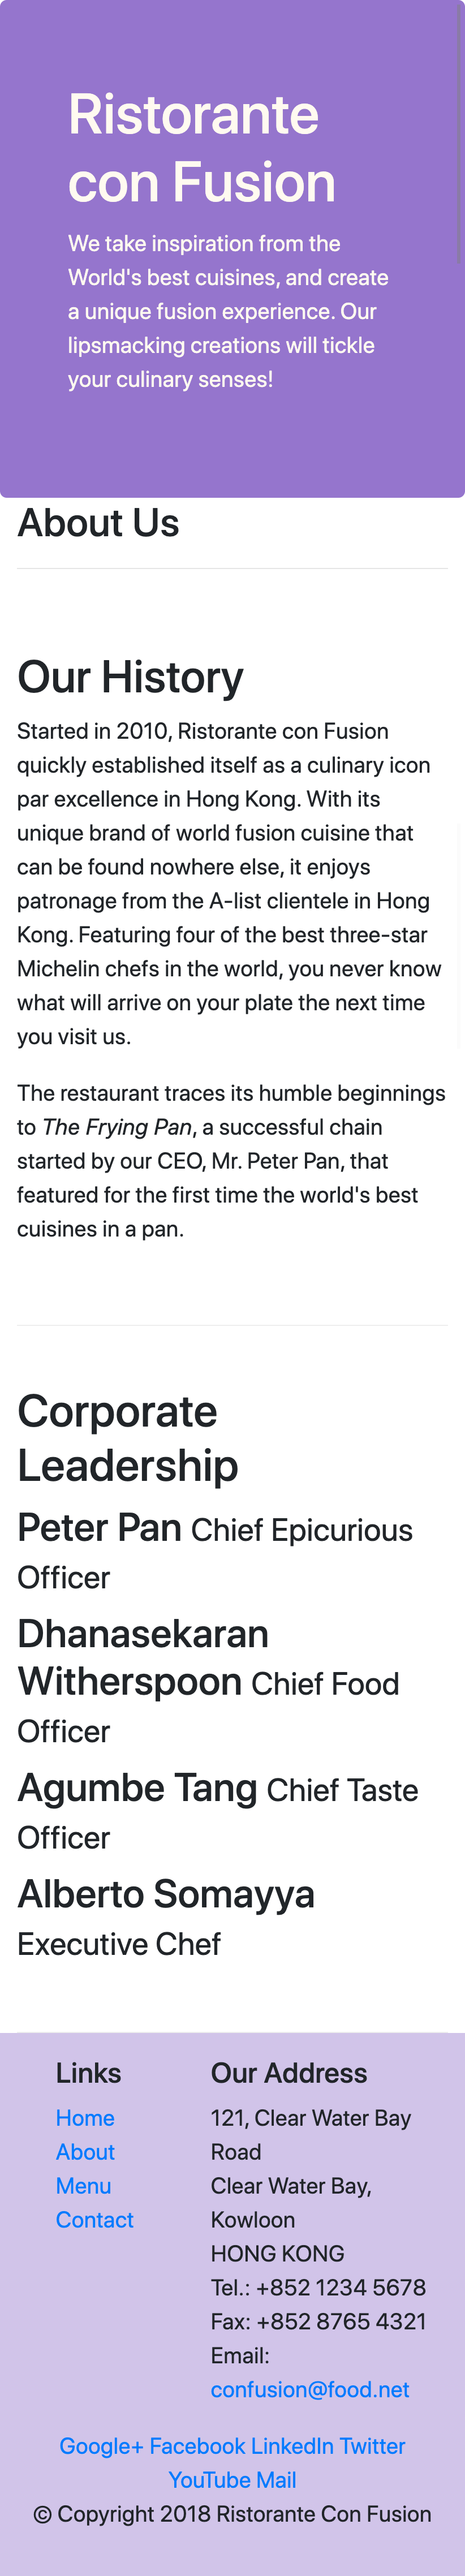 Ristorante
con Fusion
We take inspiration from the
World's best cuisines, and create
a unique fusion experience. Our
lipsmacking creations will tickle
your culinary senses!
About Us
Our History
Started in 2010, Ristorante con Fusion
quickly established itself as a culinary icon
par excellence in Hong Kong. With its
unique brand of world fusion cuisine that
can be found nowhere else, it enjoys
patronage from the A-list clientele in Hong
Kong. Featuring four of the best three-star
Michelin chefs in the world, you never know
what will arrive on your plate the next time
you visit us.
The restaurant traces its humble beginnings
to The Frying Pan, a successful chain
started by our CEO, Mr. Peter Pan, that
featured for the first time the world's best
cuisines in a pan.
Corporate
Leadership
Peter Pan Chief Epicurious
Officer
Dhanasekaran
Witherspoon Chief Food
Officer
Agumbe Tang Chief Taste
Officer
Alberto Somayya
Executive Chef
Links
Home
About
Menu
Contact
Our Address
121, Clear Water Bay
Road
Clear Water Bay,
Kowloon
HONG KONG
Tel.: +852 1234 5678
Fax: +852 8765 4321
Email:
confusion@food.net
Google+ Facebook LinkedIn Twitter
YouTube Mail
© Copyright 2018 Ristorante Con Fusion